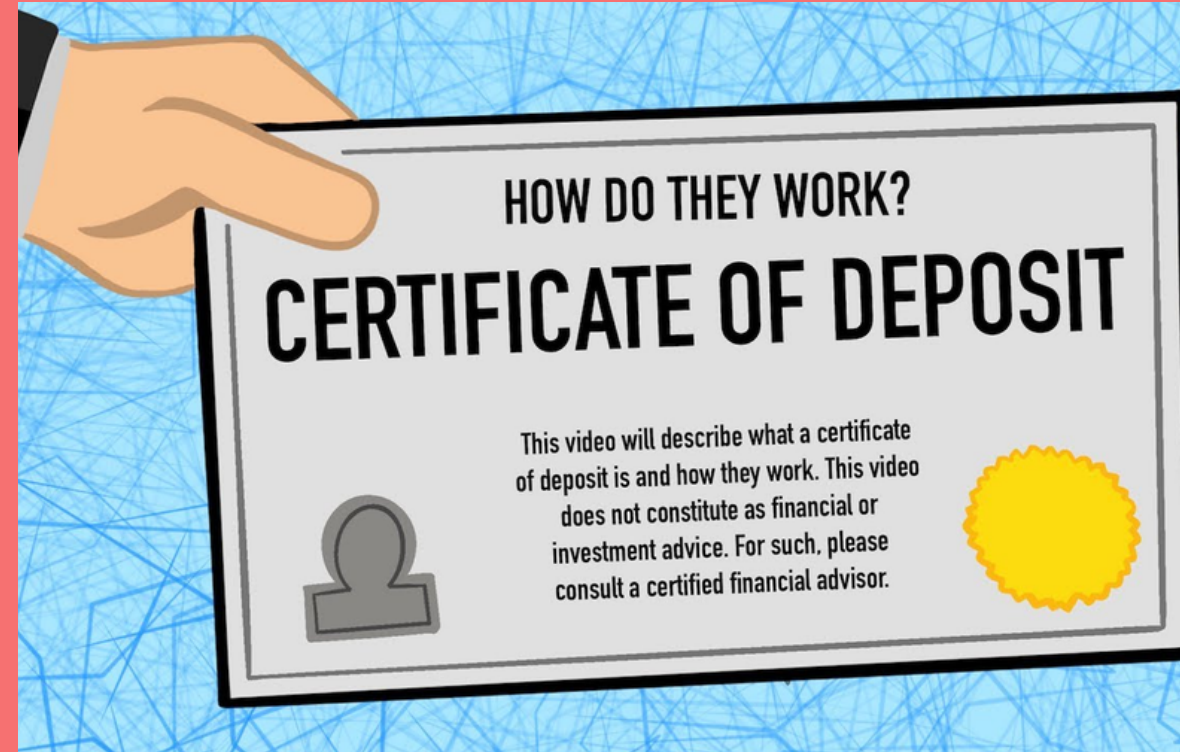 HOW DO THEY WORK?
CERTIFICATE OF DEPOSIT
This video will describe what a certificate
of deposit is and how they work. This video
does not constitute as financial or
investment advice. For such, please
consult a certified financial advisor.